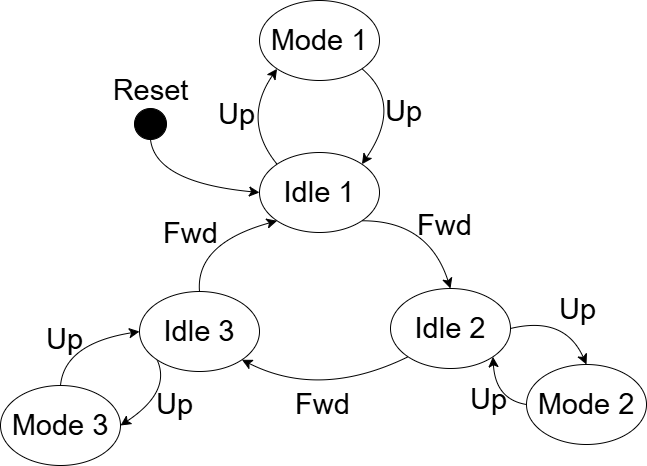 Mode 1
Reset
Up
Up
Idle 1
Fwd
Fwd
Up
Idle 3
Idle 2
Up
Up
Fwd
Up
Mode 3
Mode 2